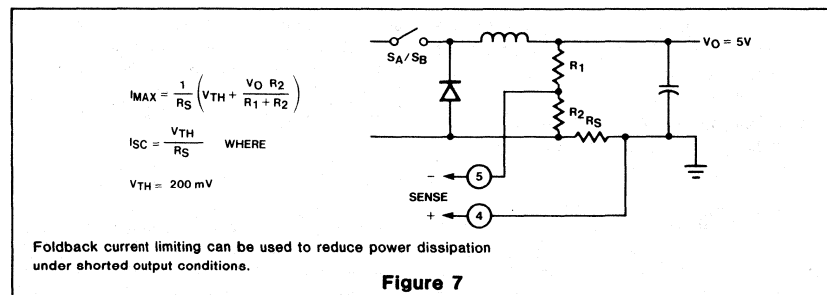 IMAX = 1/RS (VTH + VO R2/R1 + R2)
ISC = VTH/RS WHERE
VTH = 200 mV
SA/SB
VO = 5V
R1
R2
RS
− 5
SENSE
+ 4
Foldback current limiting can be used to reduce power dissipation
under shorted output conditions.
Figure 7